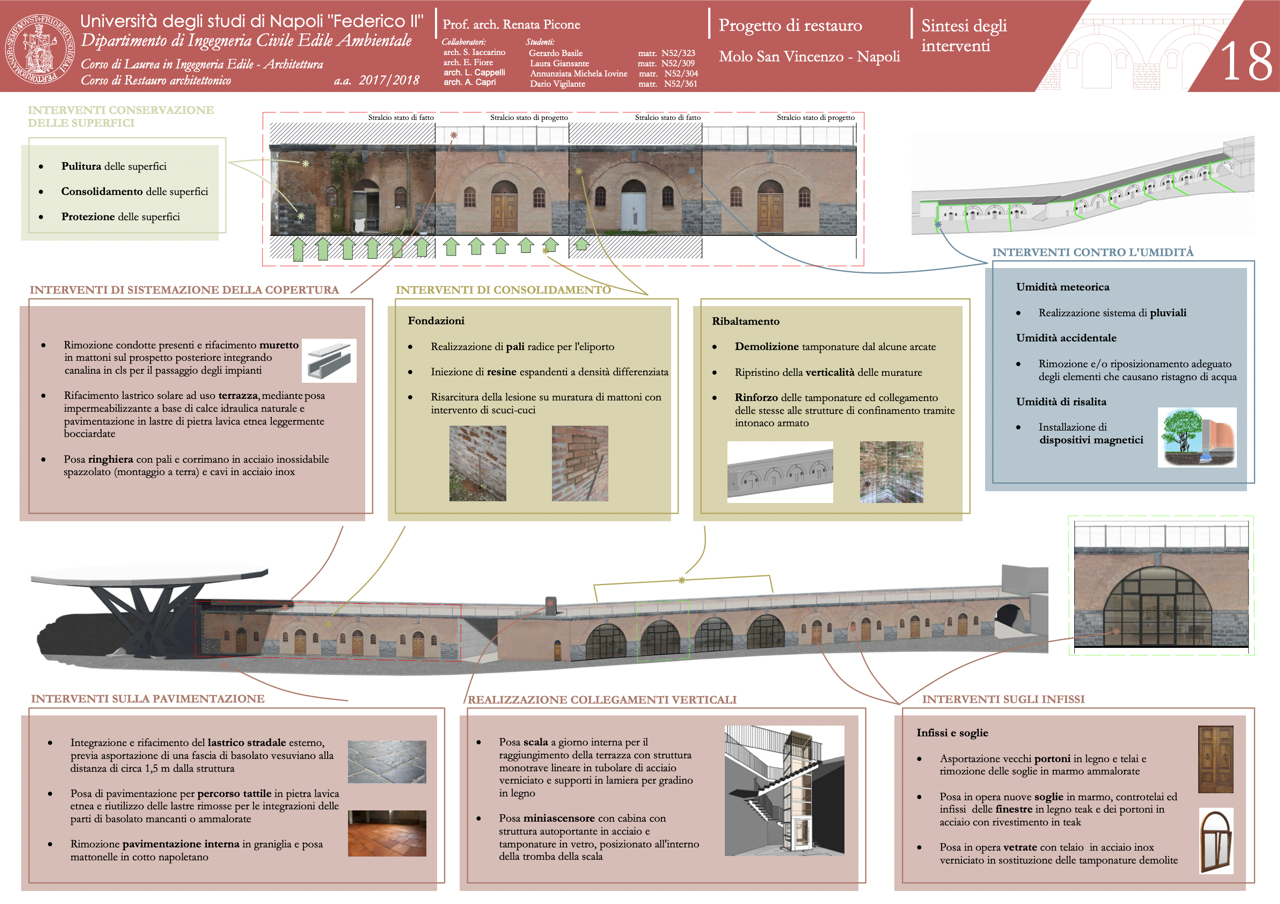 Università degli studi di Napoli "Federico II"
Dipartimento di Ingegneria Civile Edile Ambientale
Corso di Laurea in Ingegneria Edile - Architettura
Corso di Restauro architettonico a.a. 2017/2018
Prof. arch. Renata Picone
Collaboratori:
arch. S. Iaccarino
arch. E. Fiore
arch. L. Cappelli
arch. A. Capri
Studenti:
Gerardo Basile matr. N52/323
Laura Giansante matr. N52/309
Annunziata Michela Iovine matr. N52/304
Dario Vigilante matr. N52/361
Progetto di restauro
Molo San Vincenzo - Napoli
Sintesi degli
interventi
18
INTERVENTI CONSERVAZIONE
DELLE SUPERFICI
• Pulitura delle superfici
• Consolidamento delle superfici
• Protezione delle superfici
Stralcio stato di fatto
Stralcio stato di progetto
Stralcio stato di fatto
Stralcio stato di progetto
INTERVENTI DI SISTEMAZIONE DELLA COPERTURA
• Rimozione condotte presenti e rifacimento muretto
in mattoni sul prospetto posteriore integrando
canalina in cls per il passaggio degli impianti
• Rifacimento lastrico solare ad uso terrazza, mediante posa
impermeabilizzante a base di calce idraulica naturale e
pavimentazione in lastre di pietra lavica etnea leggermente
bocciardate
• Posa ringhiera con pali e corrimano in acciaio inossidabile
spazzolato (montaggio a terra) e cavi in acciaio inox
INTERVENTI DI CONSOLIDAMENTO
Fondazioni
• Realizzazione di pali radice per l'eliporto
• Iniezione di resine espandenti a densità differenziata
• Risarcitura della lesione su muratura di mattoni con
intervento di scuci-cuci
Ribaltamento
• Demolizione tamponature dal alcune arcate
• Ripristino della verticalità delle murature
• Rinforzo delle tamponature ed collegamento
delle stesse alle strutture di confinamento tramite
intonaco armato
INTERVENTI CONTRO L'UMIDITÀ
Umidità meteorica
• Realizzazione sistema di pluviali
Umidità accidentale
• Rimozione e/o riposizionamento adeguato
degli elementi che causano ristagno di acqua
Umidità di risalita
• Installazione di
dispositivi magnetici
INTERVENTI SULLA PAVIMENTAZIONE
• Integrazione e rifacimento del lastrico stradale esterno,
previa asportazione di una fascia di basolato vesuviano alla
distanza di circa 1,5 m dalla struttura
• Posa di pavimentazione per percorso tattile in pietra lavica
etnea e riutilizzo delle lastre rimosse per le integrazioni delle
parti di basolato mancanti o ammalorate
• Rimozione pavimentazione interna in graniglia e posa
mattonelle in cotto napoletano
REALIZZAZIONE COLLEGAMENTI VERTICALI
• Posa scala a giorno interna per il
raggiungimento della terrazza con struttura
monotrave lineare in tubolare di acciaio
verniciato e supporti in lamiera per gradino
in legno
• Posa miniascensore con cabina con
struttura autoportante in acciaio e
tamponature in vetro, posizionato all'interno
della tromba della scala
INTERVENTI SUGLI INFISSI
Infissi e soglie
• Asportazione vecchi portoni in legno e telai e
rimozione delle soglie in marmo ammalorate
• Posa in opera nuove soglie in marmo, controtelai ed
infissi delle finestre in legno teak e dei portoni in
acciaio con rivestimento in teak
• Posa in opera vetrate con telaio in acciaio inox
verniciato in sostituzione delle tamponature demolite